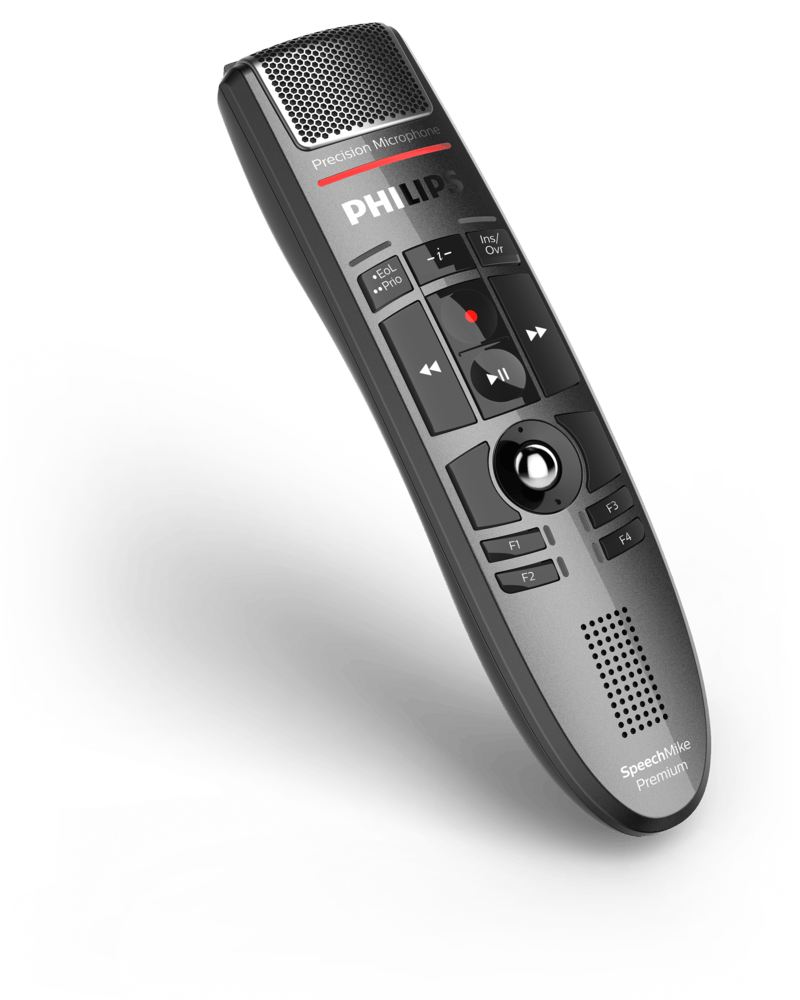 Precision Microphone
PHILIPS
EoL
Prio
-i-
Ins/
Ovr
F1
F2
F3
F4
SpeechMike
Premium